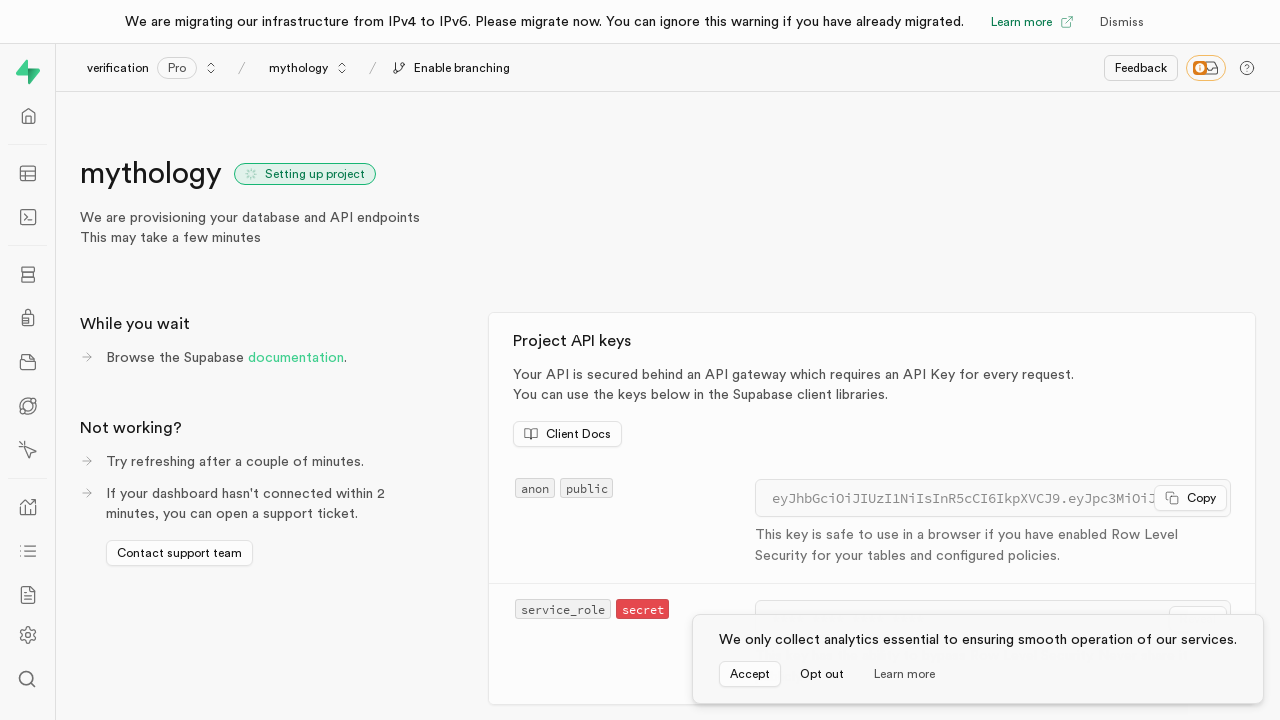 We are migrating our infrastructure from IPv4 to IPv6. Please migrate now. You can ignore this warning if you have already migrated. Learn more Dismiss
verification Pro / mythology / Enable branching Feedback
mythology Setting up project
We are provisioning your database and API endpoints
This may take a few minutes
While you wait
Browse the Supabase documentation.
Not working?
Try refreshing after a couple of minutes.
If your dashboard hasn't connected within 2
minutes, you can open a support ticket.
Contact support team
Project API keys
Your API is secured behind an API gateway which requires an API Key for every request.
You can use the keys below in the Supabase client libraries.
Client Docs
anon public
eyJhbGciOiJIUzI1NiIsInR5cCI6IkpXVCJ9.eyJpc3MiOiJ Copy
This key is safe to use in a browser if you have enabled Row Level
Security for your tables and configured policies.
service_role secret
We only collect analytics essential to ensuring smooth operation of our services.
Accept Opt out Learn more